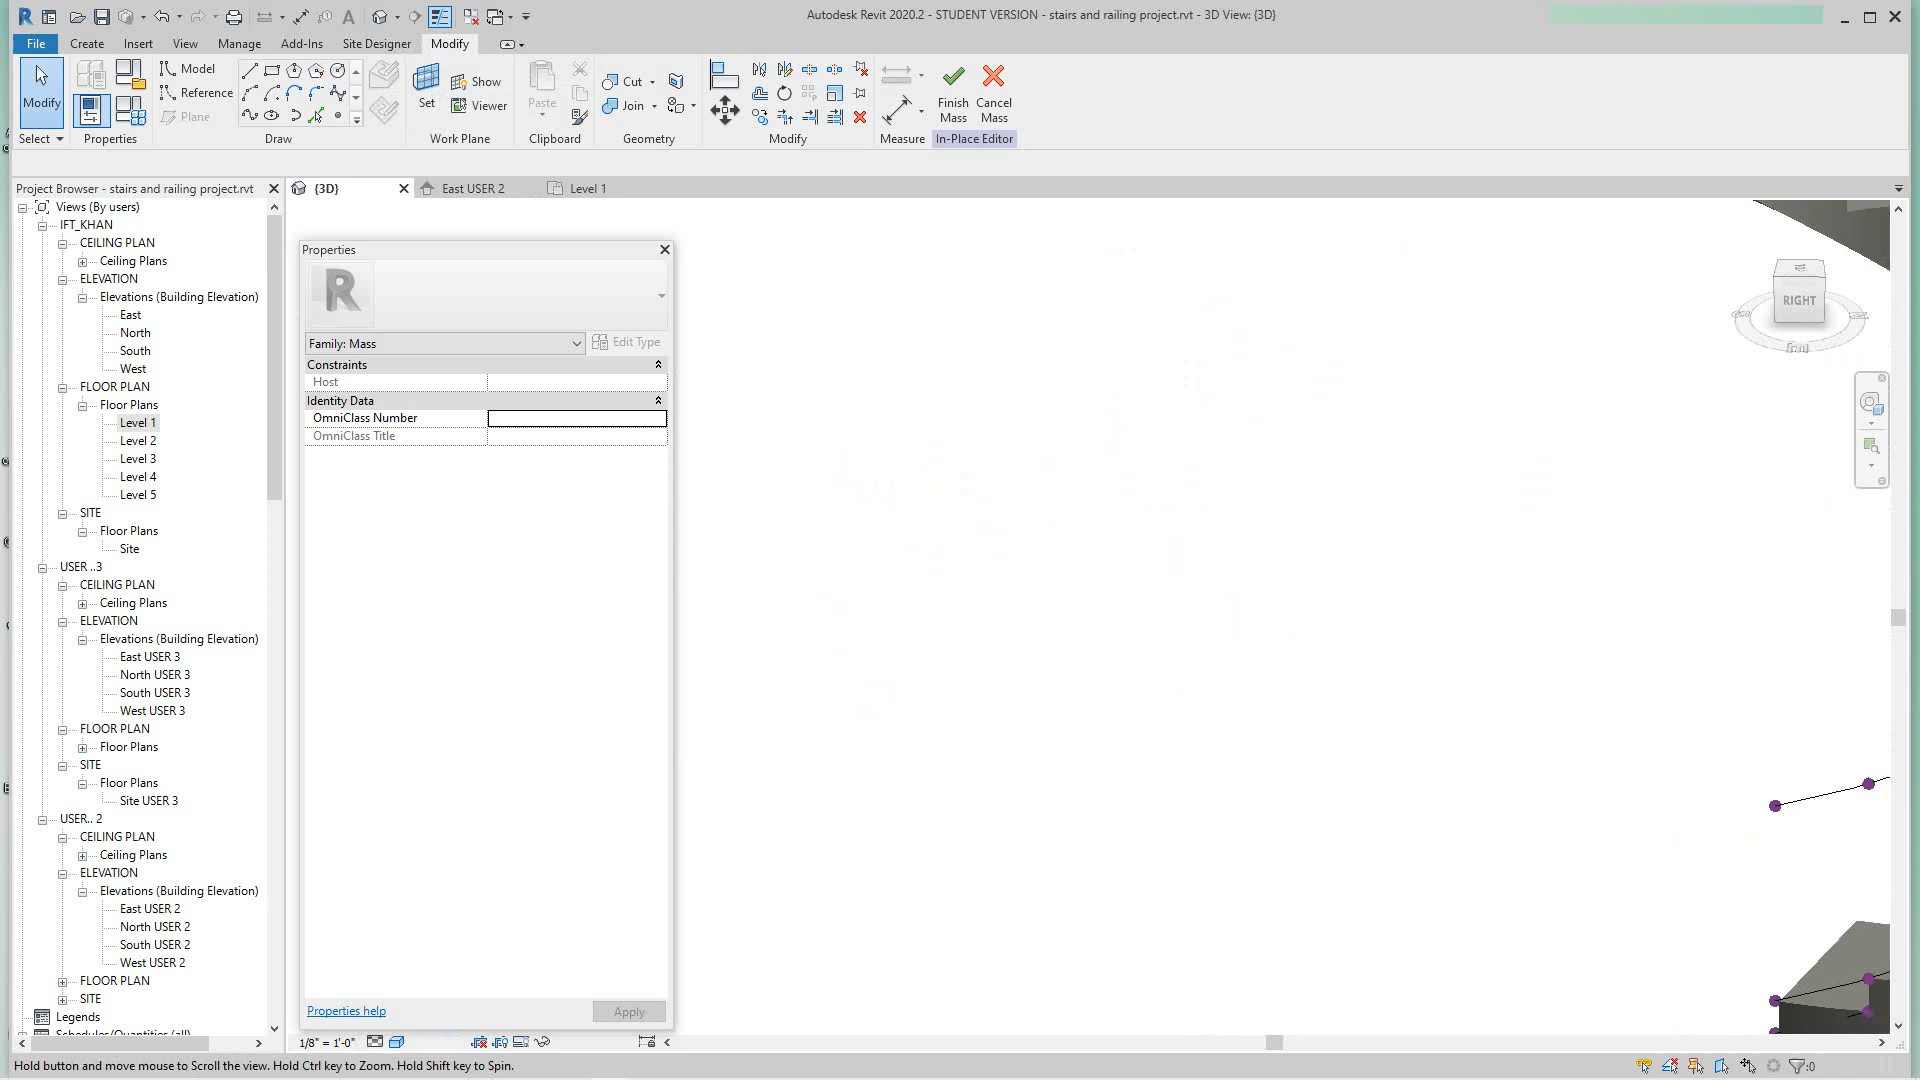 Autodesk Revit 2020.2 - STUDENT VERSION - stairs and railing project.rvt - 3D View: {3D}
File Create Insert View Manage Add-Ins Site Designer Modify
Modify
Select
Properties
Model
Reference
Plane
Draw
Set
Show
Viewer
Work Plane
Paste
Clipboard
Cut
Join
Geometry
Modify
Measure
Finish Mass
Cancel Mass
In-Place Editor
Project Browser - stairs and railing project.rvt
{3D}
East USER 2
Level 1
Views (By users)
IFT_KHAN
CEILING PLAN
Ceiling Plans
ELEVATION
Elevations (Building Elevation)
East
North
South
West
FLOOR PLAN
Floor Plans
Level 1
Level 2
Level 3
Level 4
Level 5
SITE
Floor Plans
Site
USER ..3
CEILING PLAN
Ceiling Plans
ELEVATION
Elevations (Building Elevation)
East USER 3
North USER 3
South USER 3
West USER 3
FLOOR PLAN
Floor Plans
SITE
Floor Plans
Site USER 3
USER.. 2
CEILING PLAN
Ceiling Plans
ELEVATION
Elevations (Building Elevation)
East USER 2
North USER 2
South USER 2
West USER 2
FLOOR PLAN
SITE
Legends
Schedules/Quantities (all)
Properties
R
Family: Mass
Edit Type
Constraints
Host
Identity Data
OmniClass Number
OmniClass Title
Properties help
Apply
RIGHT
1/8" = 1'-0"
Hold button and move mouse to Scroll the view. Hold Ctrl key to Zoom. Hold Shift key to Spin.
:0